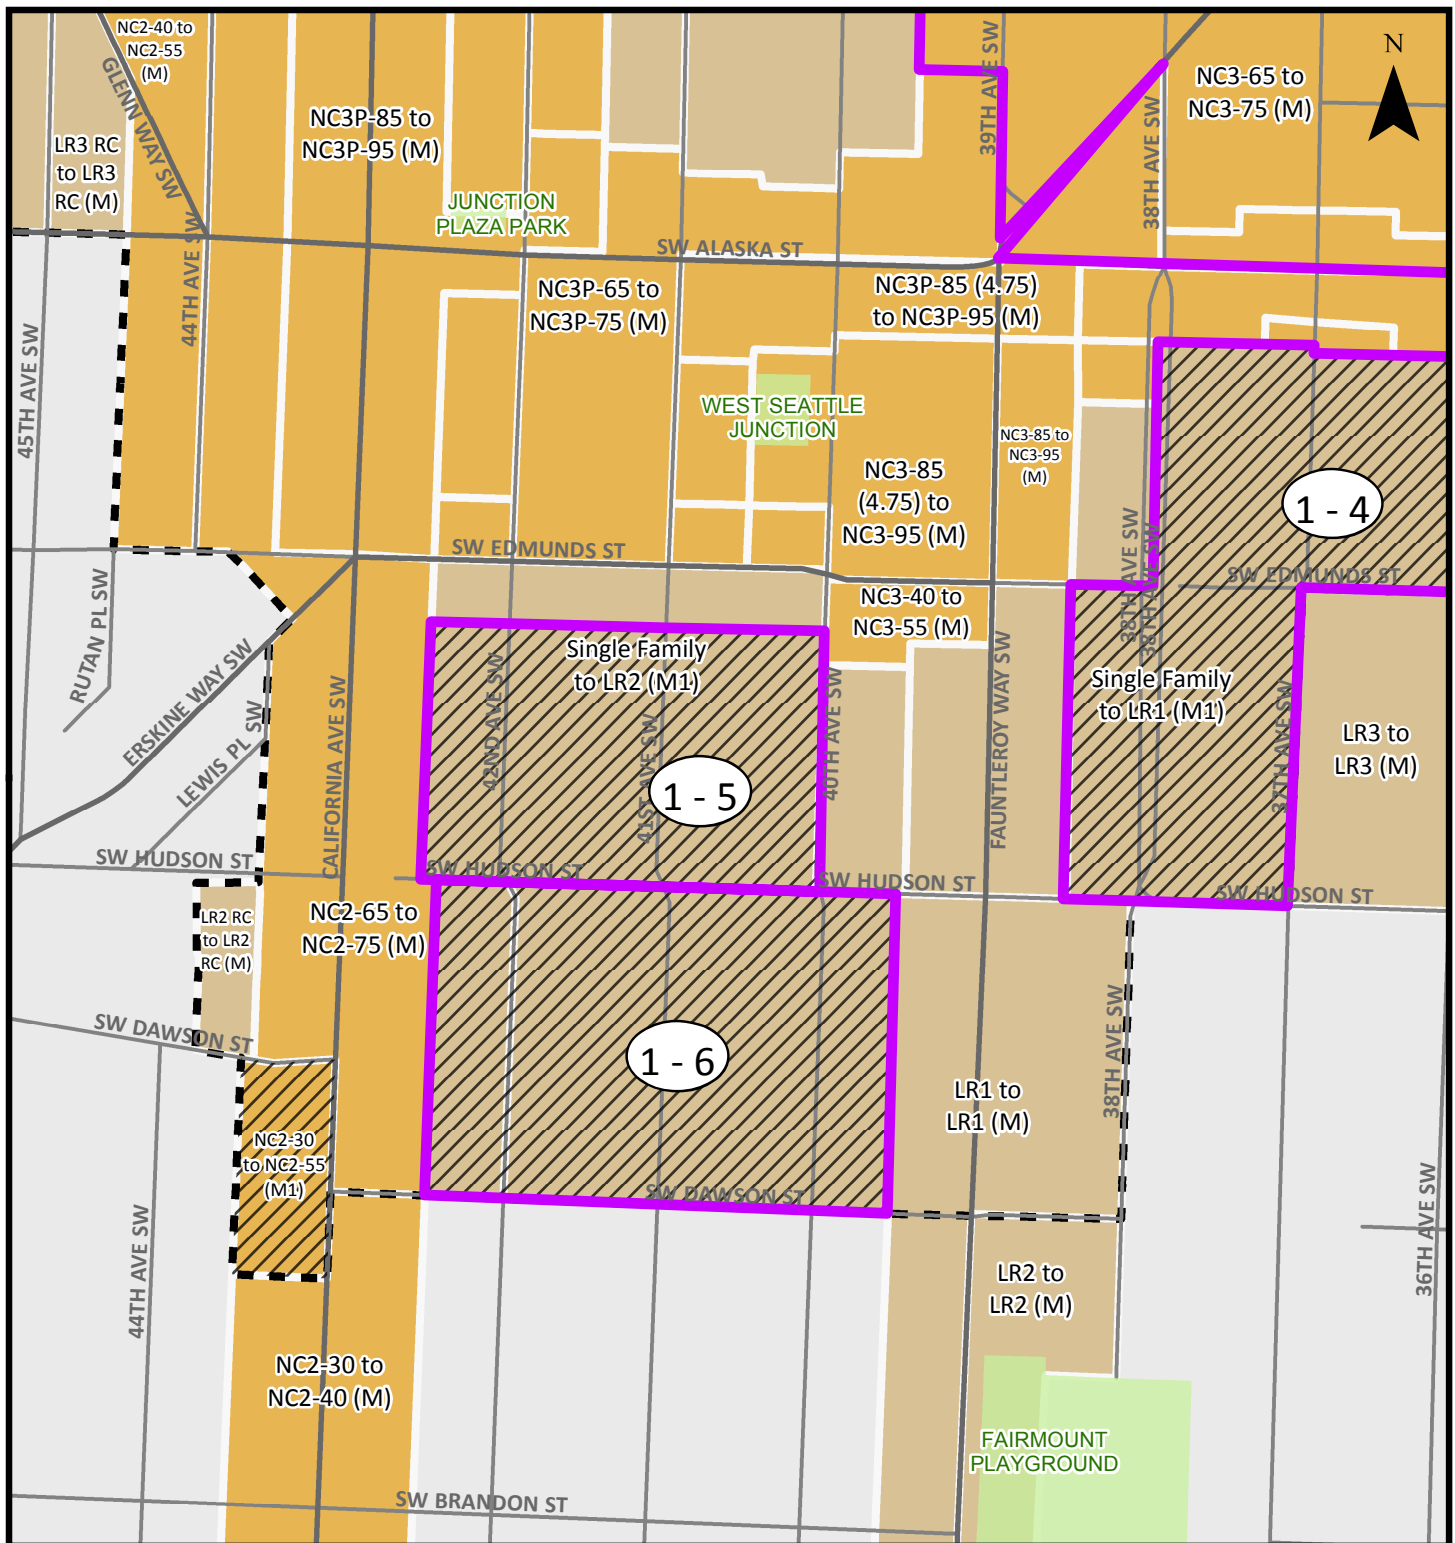 NC2-40 to
NC2-55
(M)
GLENN WAY SW
39TH AVE SW
N
NC3-65 to
NC3-75 (M)
38TH AVE SW
NC3P-85 to
NC3P-95 (M)
LR3 RC
to LR3
RC (M)
JUNCTION
PLAZA PARK
44TH AVE SW
SW ALASKA ST
NC3P-65 to
NC3P-75 (M)
NC3P-85 (4.75)
to NC3P-95 (M)
45TH AVE SW
WEST SEATTLE
JUNCTION
NC3-85 to
NC3-95
(M)
NC3-85
(4.75) to
NC3-95 (M)
1 - 4
38TH AVE SW
38TH AVE SW
SW EDMUNDS ST
SW EDMUNDS ST
NC3-40 to
NC3-55 (M)
RUTAN PL SW
ERSKINE WAY SW
LEWIS PL SW
CALIFORNIA AVE SW
Single Family
to LR2 (M1)
42ND AVE SW
41ST AVE SW
40TH AVE SW
FAUNTLEROY WAY SW
Single Family
to LR1 (M1)
37TH AVE SW
LR3 to
LR3 (M)
1 - 5
SW HUDSON ST
SW HUDSON ST
SW HUDSON ST
SW HUDSON ST
LR2 RC
to LR2
RC (M)
NC2-65 to
NC2-75 (M)
SW DAWSON ST
1 - 6
38TH AVE SW
LR1 to
LR1 (M)
NC2-30
to NC2-55
(M1)
SW DAWSON ST
44TH AVE SW
36TH AVE SW
LR2 to
LR2 (M)
NC2-30 to
NC2-40 (M)
FAIRMOUNT
PLAYGROUND
SW BRANDON ST